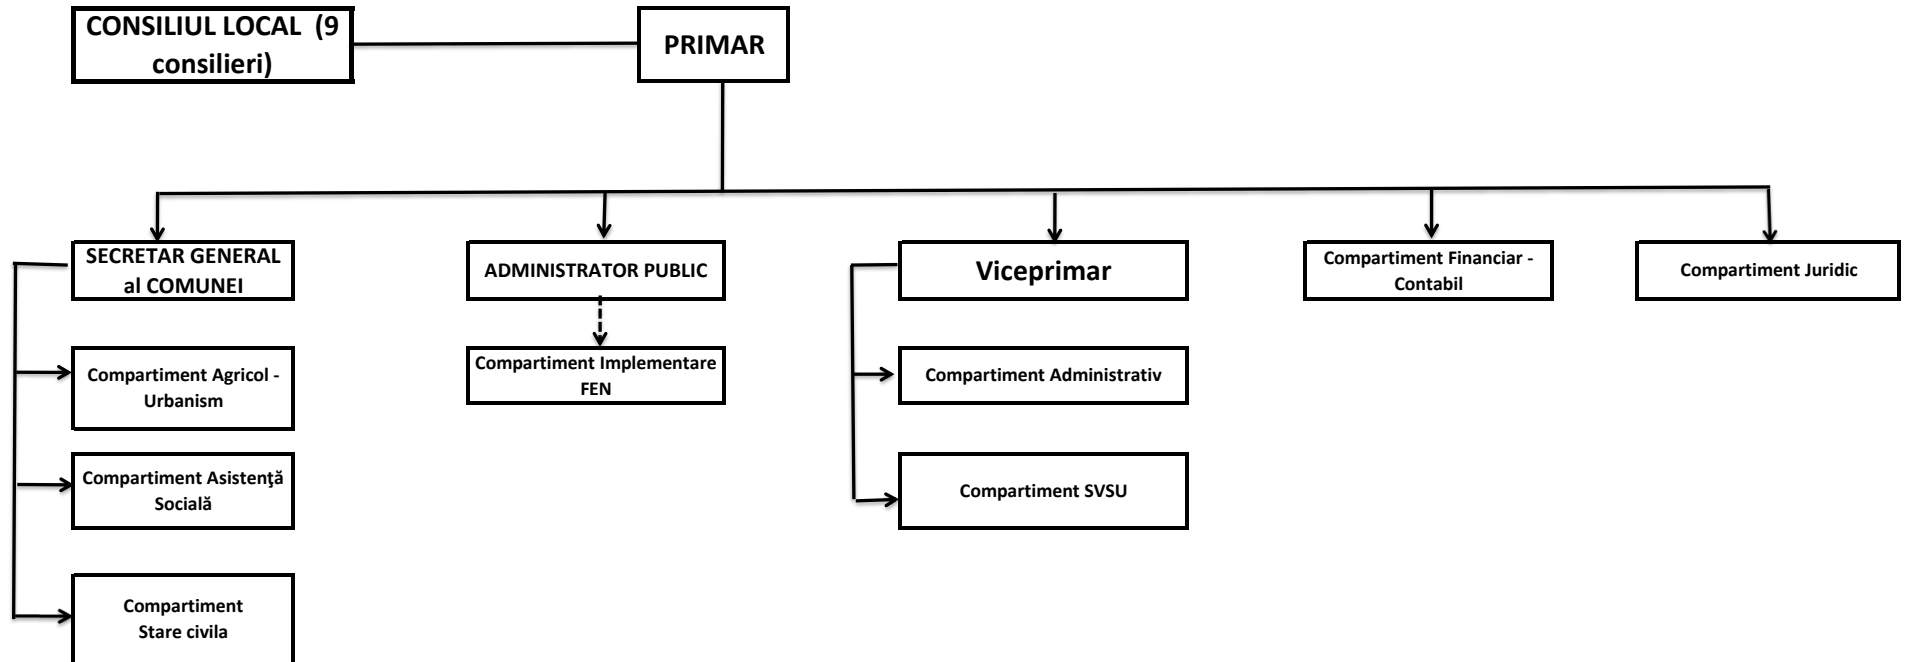 CONSILIUL LOCAL (9
consilieri)
PRIMAR
SECRETAR GENERAL
al COMUNEI
ADMINISTRATOR PUBLIC
Viceprimar
Compartiment Financiar -
Contabil
Compartiment Juridic
Compartiment Agricol -
Urbanism
Compartiment Implementare
FEN
Compartiment Administrativ
Compartiment Asistenţă
Socială
Compartiment SVSU
Compartiment
Stare civila